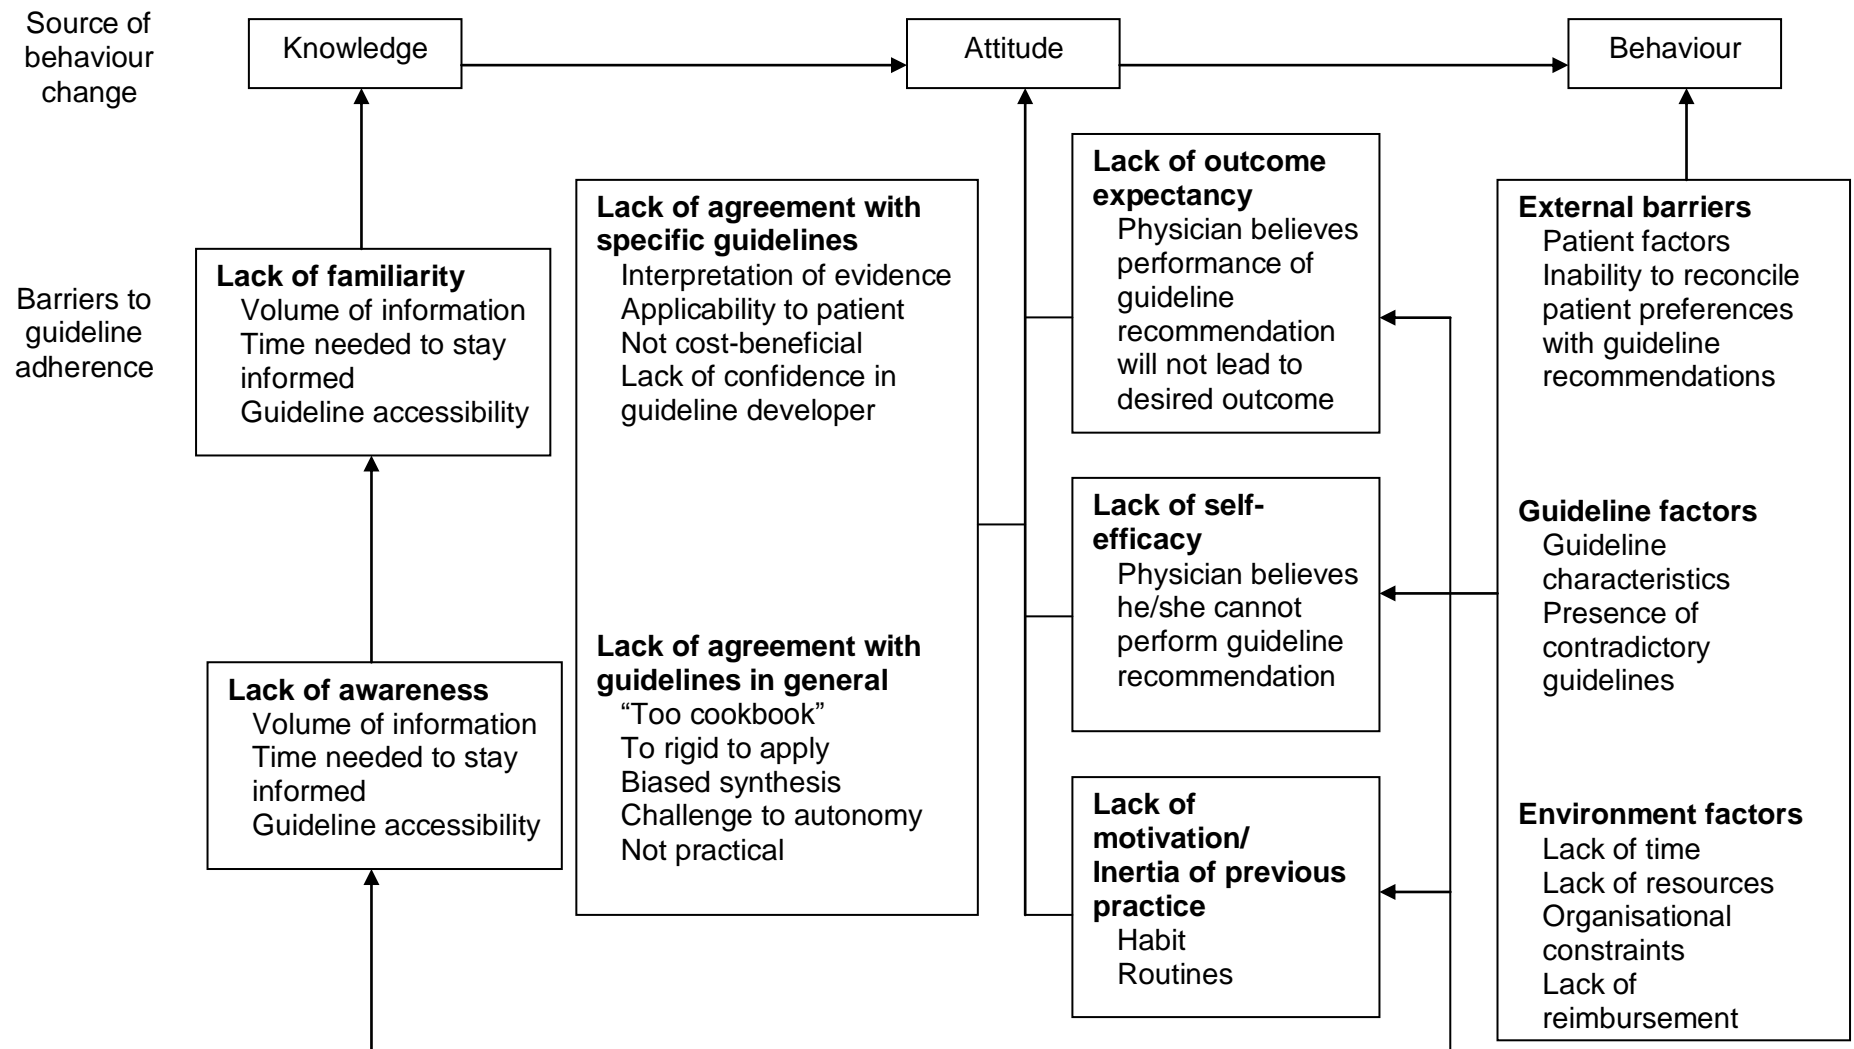 Source of
behaviour
change
Knowledge
Attitude
Behaviour
Barriers to
guideline
adherence
Lack of familiarity
Volume of information
Time needed to stay
informed
Guideline accessibility
Lack of awareness
Volume of information
Time needed to stay
informed
Guideline accessibility
Lack of agreement with
specific guidelines
Interpretation of evidence
Applicability to patient
Not cost-beneficial
Lack of confidence in
guideline developer
Lack of agreement with
guidelines in general
“Too cookbook”
To rigid to apply
Biased synthesis
Challenge to autonomy
Not practical
Lack of outcome
expectancy
Physician believes
performance of
guideline
recommendation
will not lead to
desired outcome
Lack of self-
efficacy
Physician believes
he/she cannot
perform guideline
recommendation
Lack of
motivation/
Inertia of previous
practice
Habit
Routines
External barriers
Patient factors
Inability to reconcile
patient preferences
with guideline
recommendations
Guideline factors
Guideline
characteristics
Presence of
contradictory
guidelines
Environment factors
Lack of time
Lack of resources
Organisational
constraints
Lack of
reimbursement